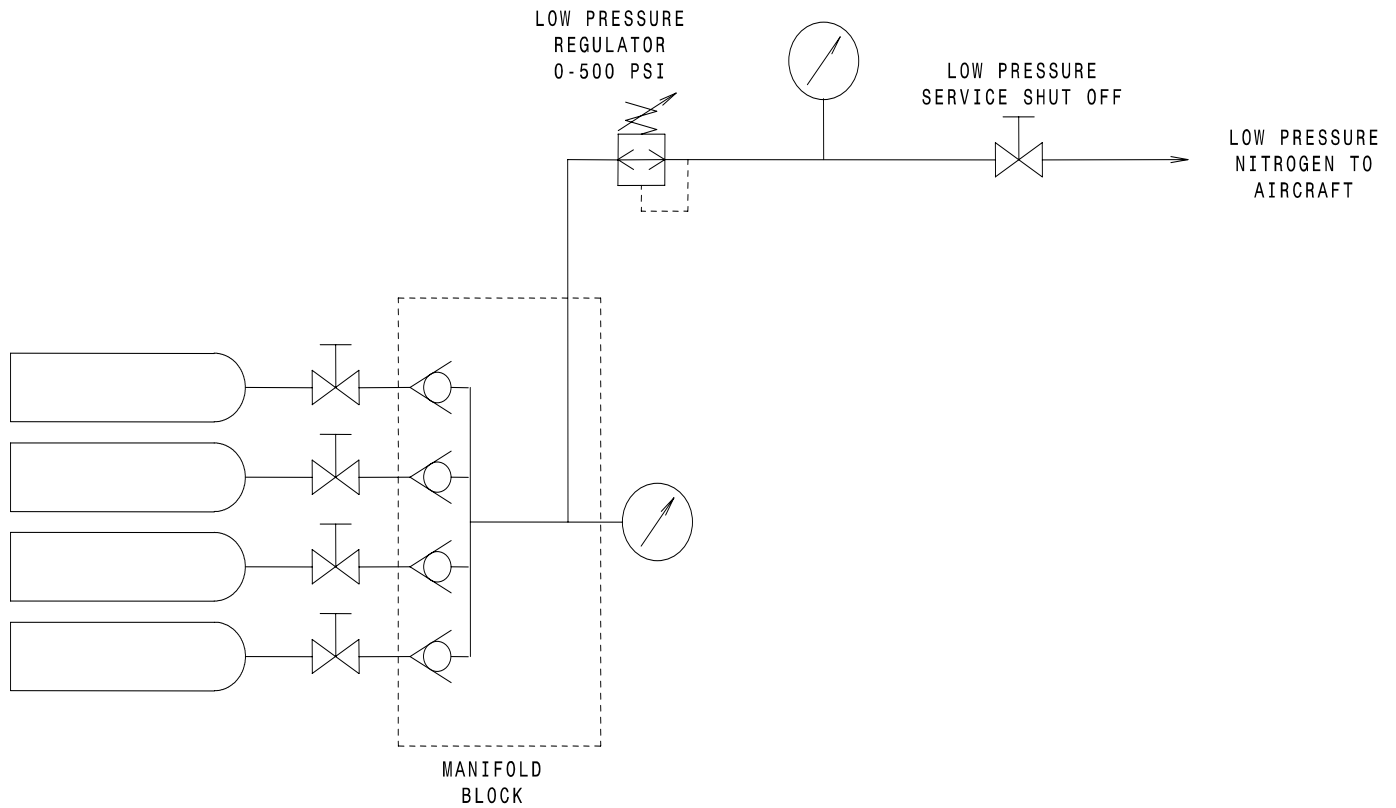 LOW PRESSURE
REGULATOR
0-500 PSI
LOW PRESSURE
SERVICE SHUT OFF
LOW PRESSURE
NITROGEN TO
AIRCRAFT
MANIFOLD
BLOCK